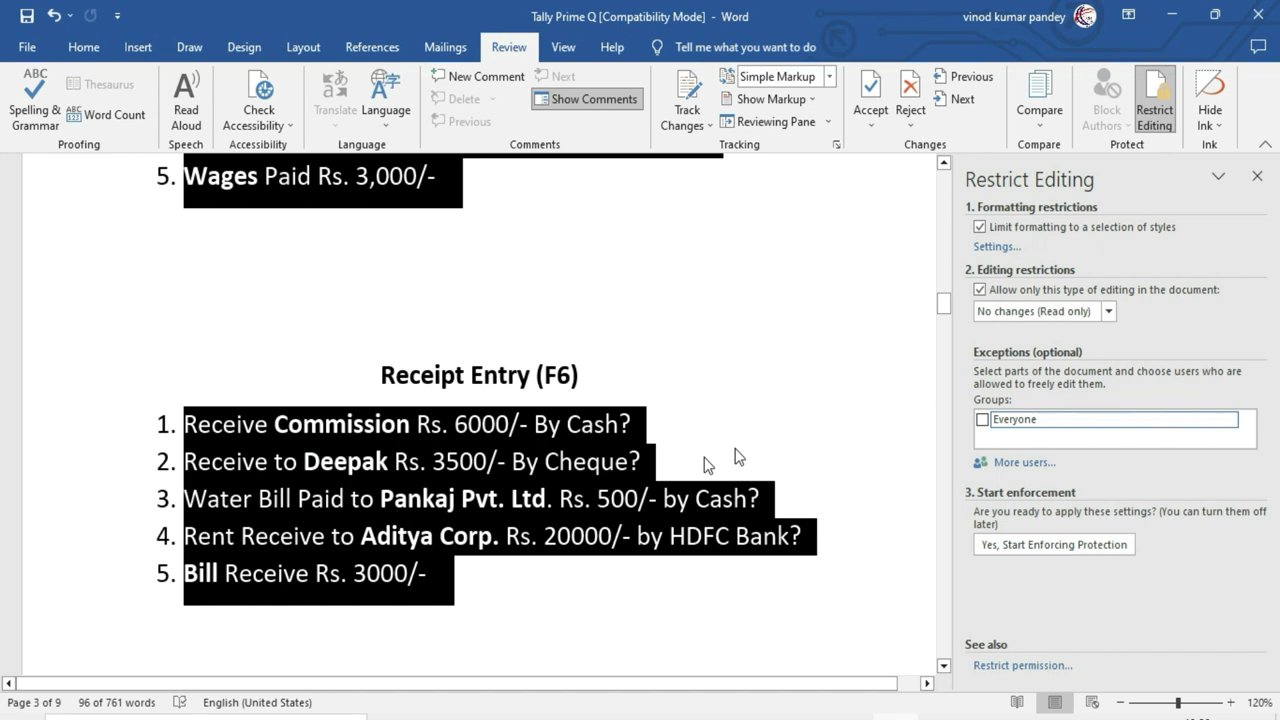 Tally Prime Q [Compatibility Mode] - Word
vinod kumar pandey
File Home Insert Draw Design Layout References Mailings Review View Help Tell me what you want to do
ABC
Spelling & Grammar
Thesaurus
ABC
123
Word Count
Proofing
Read Aloud
Speech
Check Accessibility
Accessibility
Translate
Language
Language
New Comment
Delete
Previous
Next
Show Comments
Comments
Track Changes
Simple Markup
Show Markup
Reviewing Pane
Tracking
Accept
Reject
Previous
Next
Changes
Compare
Compare
Block Authors
Restrict Editing
Protect
Hide Ink
Ink
5. Wages Paid Rs. 3,000/-
Receipt Entry (F6)
1. Receive Commission Rs. 6000/- By Cash?
2. Receive to Deepak Rs. 3500/- By Cheque?
3. Water Bill Paid to Pankaj Pvt. Ltd. Rs. 500/- by Cash?
4. Rent Receive to Aditya Corp. Rs. 20000/- by HDFC Bank?
5. Bill Receive Rs. 3000/-
Restrict Editing
1. Formatting restrictions
Limit formatting to a selection of styles
Settings...
2. Editing restrictions
Allow only this type of editing in the document:
No changes (Read only)
Exceptions (optional)
Select parts of the document and choose users who are
allowed to freely edit them.
Groups:
Everyone
More users...
3. Start enforcement
Are you ready to apply these settings? (You can turn them off
later)
Yes, Start Enforcing Protection
See also
Restrict permission...
Page 3 of 9 96 of 761 words English (United States) 120%